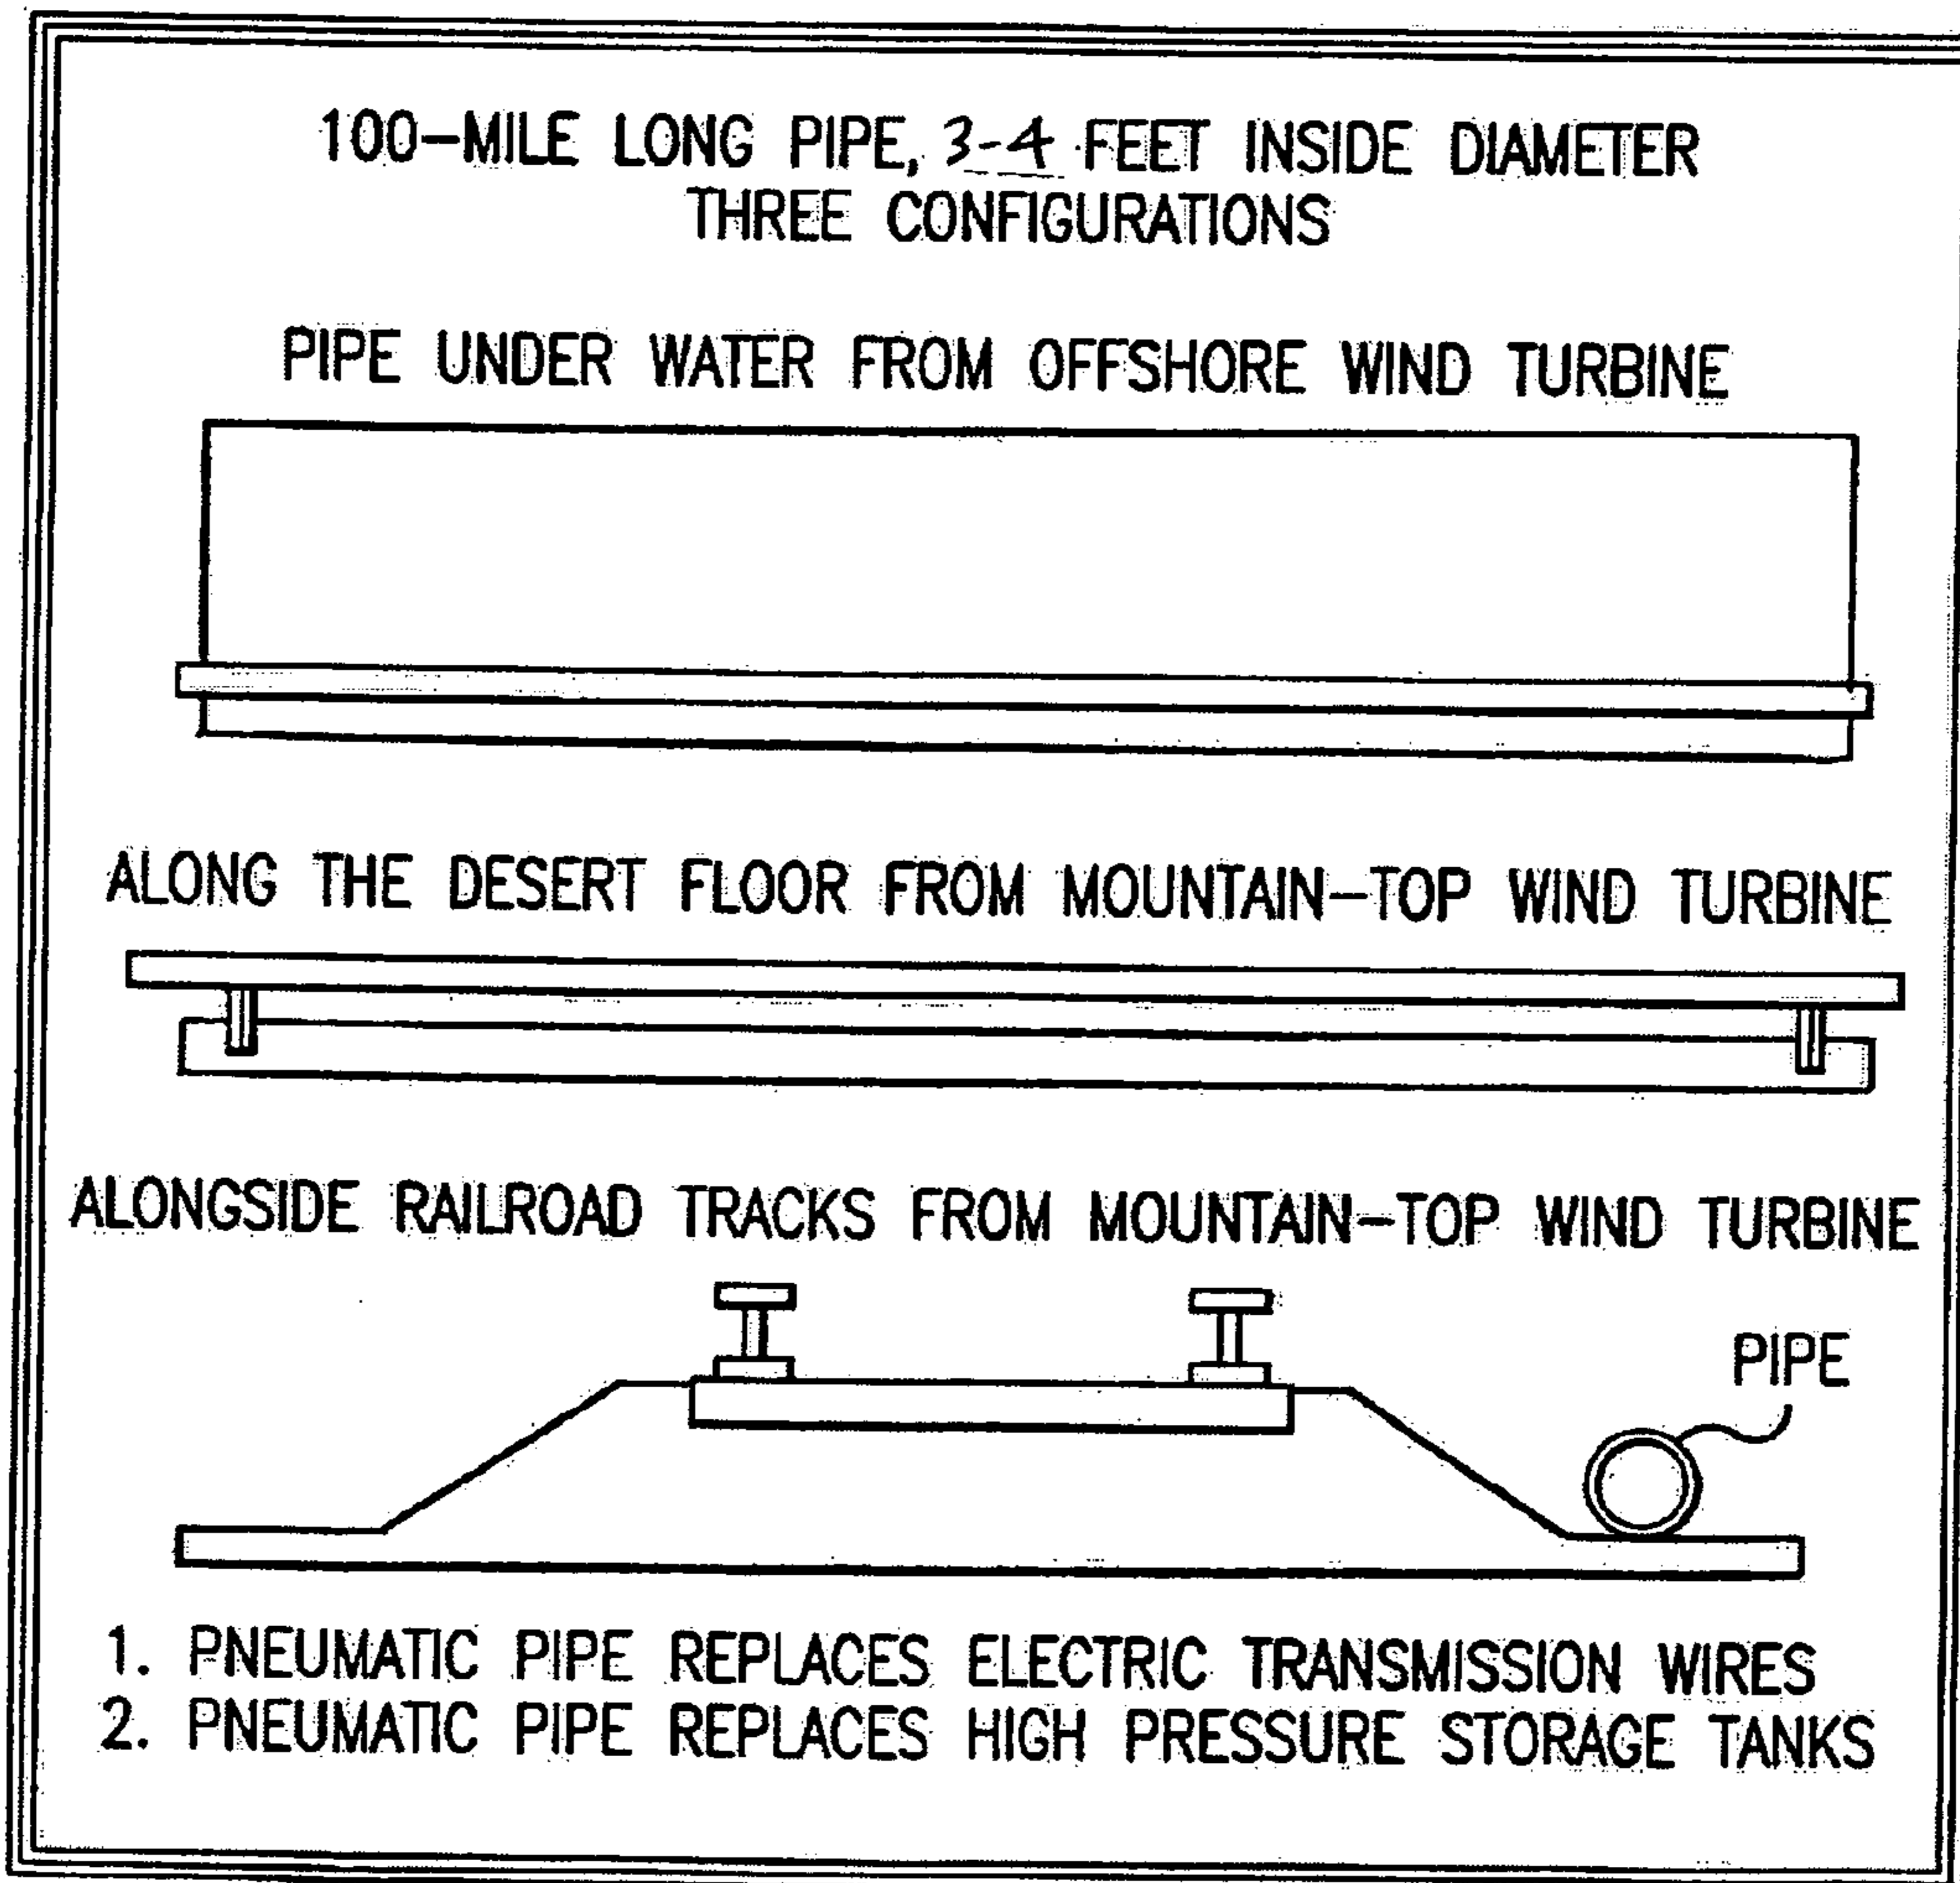 100-MILE LONG PIPE, 3-4 FEET INSIDE DIAMETER
THREE CONFIGURATIONS
PIPE UNDER WATER FROM OFFSHORE WIND TURBINE
ALONG THE DESERT FLOOR FROM MOUNTAIN-TOP WIND TURBINE
ALONGSIDE RAILROAD TRACKS FROM MOUNTAIN-TOP WIND TURBINE
PIPE
1. PNEUMATIC PIPE REPLACES ELECTRIC TRANSMISSION WIRES
2. PNEUMATIC PIPE REPLACES HIGH PRESSURE STORAGE TANKS